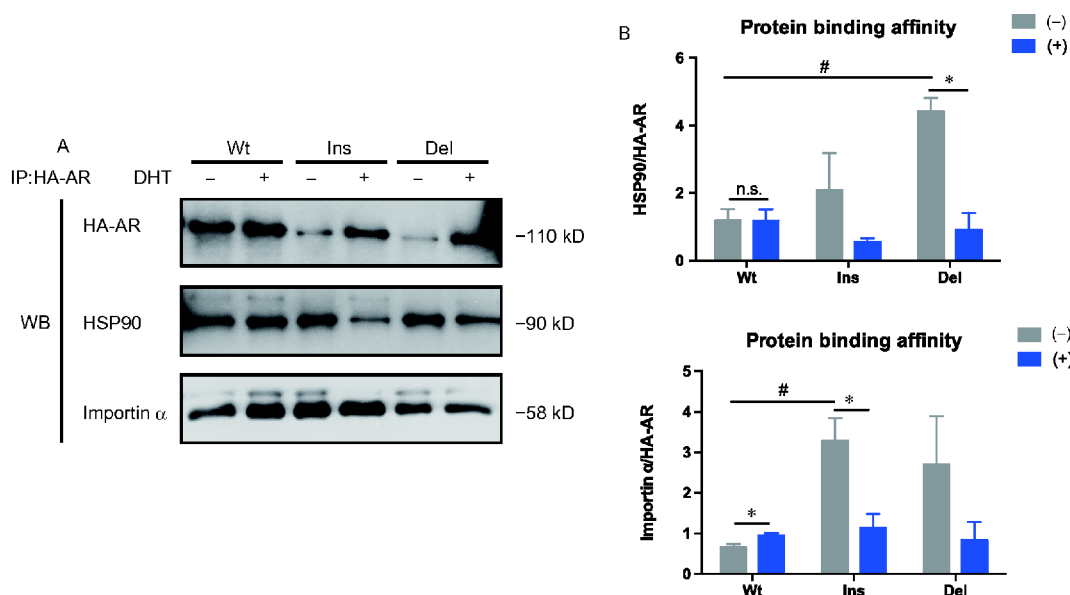 A
Wt Ins Del
IP:HA-AR DHT − + − + − +
HA-AR −110 kD
WB HSP90 −90 kD
Importin α −58 kD
B
Protein binding affinity
(−)
(+)
HSP90/HA-AR
6
4
2
0
n.s.
#
*
Wt Ins Del
Protein binding affinity
(−)
(+)
Importin α/HA-AR
5
4
3
2
1
0
*
#
*
Wt Ins Del